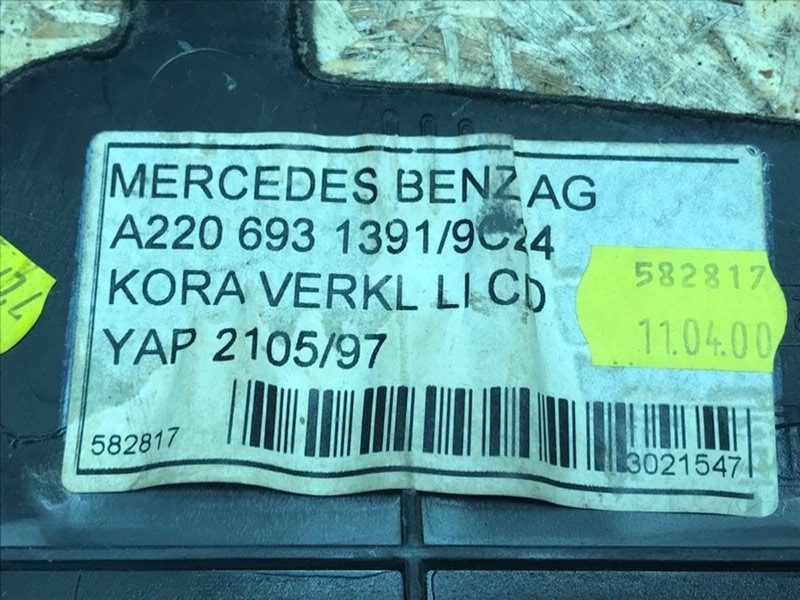 MERCEDES BENZ AG
A220 693 1391/9C24
KORA VERKL LI CD
YAP 2105/97
582817
3021547
582817
11.04.00